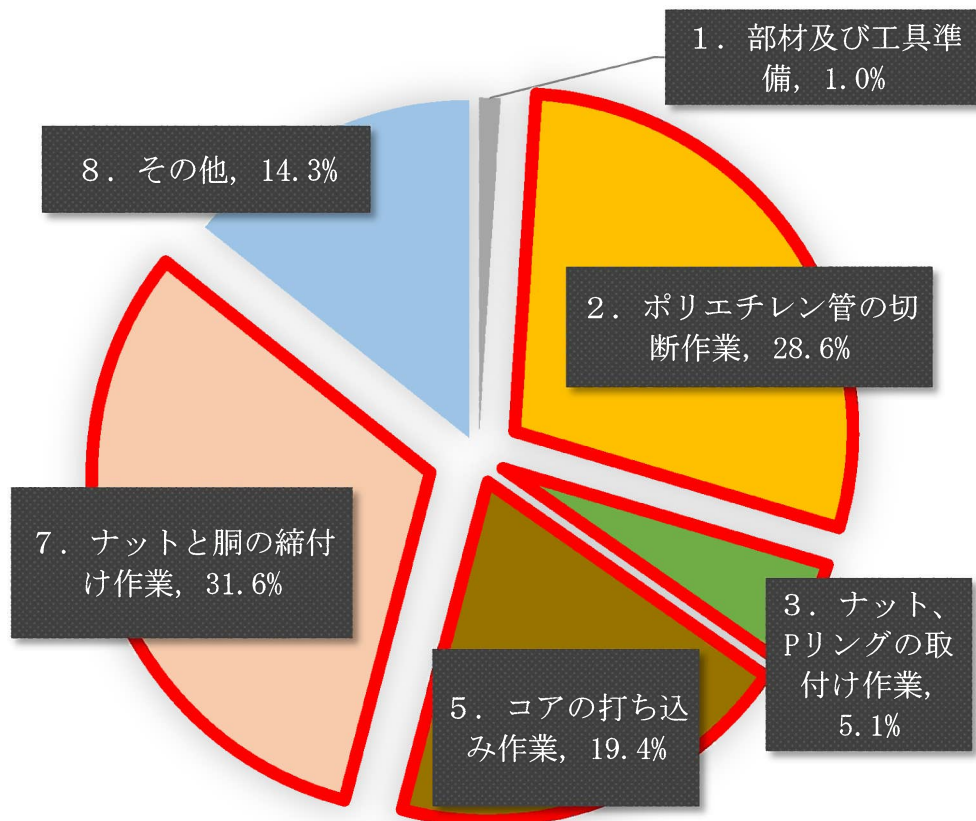 １．部材及び工具準
備, 1.0%
８．その他, 14.3%
２．ポリエチレン管の切
断作業, 28.6%
７．ナットと胴の締付
け作業, 31.6%
３．ナット、
Pリングの取
付け作業,
5.1%
５．コアの打ち込
み作業, 19.4%